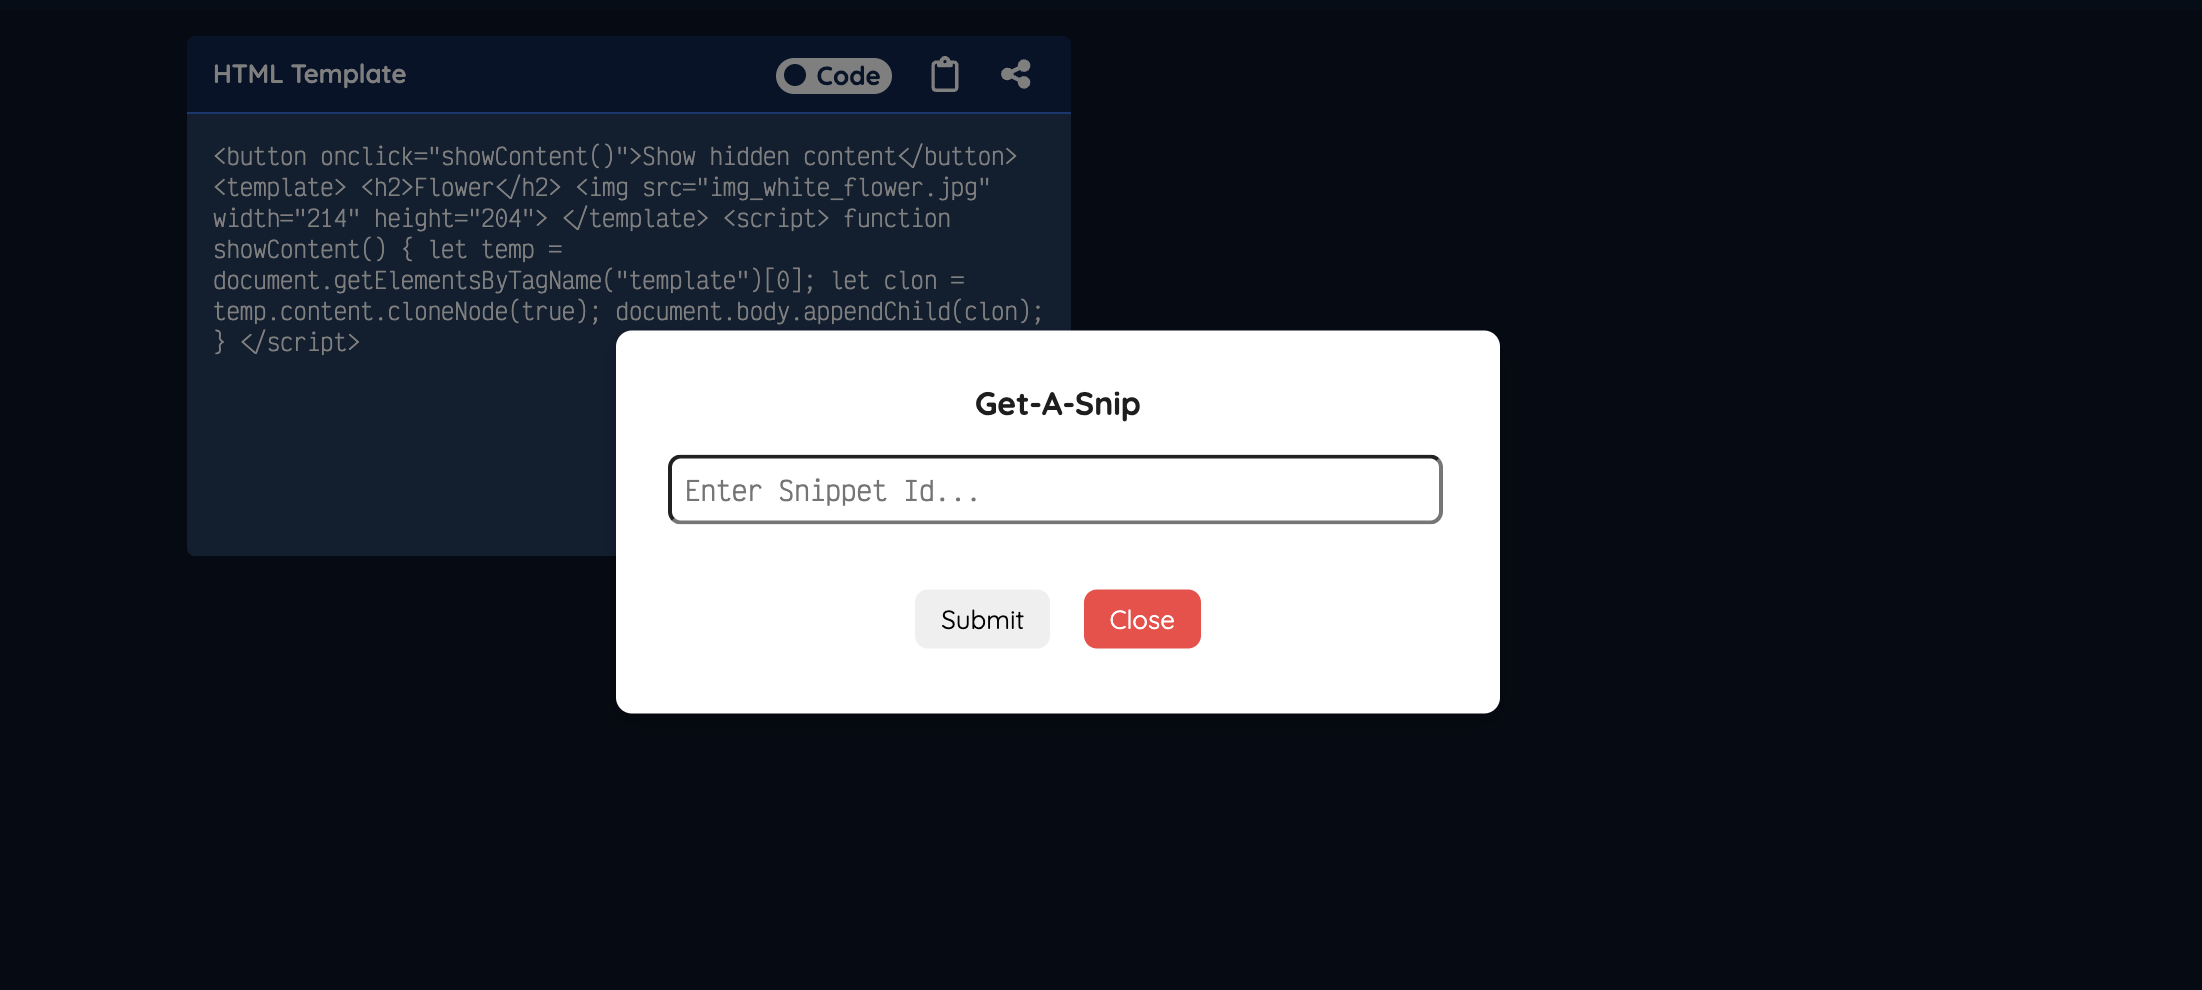 HTML Template
Code
<button onclick="showContent()">Show hidden content</button>
<template> <h2>Flower</h2> <img src="img_white_flower.jpg"
width="214" height="204"> </template> <script> function
showContent() { let temp =
document.getElementsByTagName("template")[0]; let clon =
temp.content.cloneNode(true); document.body.appendChild(clon);
} </script>
Get-A-Snip
Enter Snippet Id...
Submit
Close